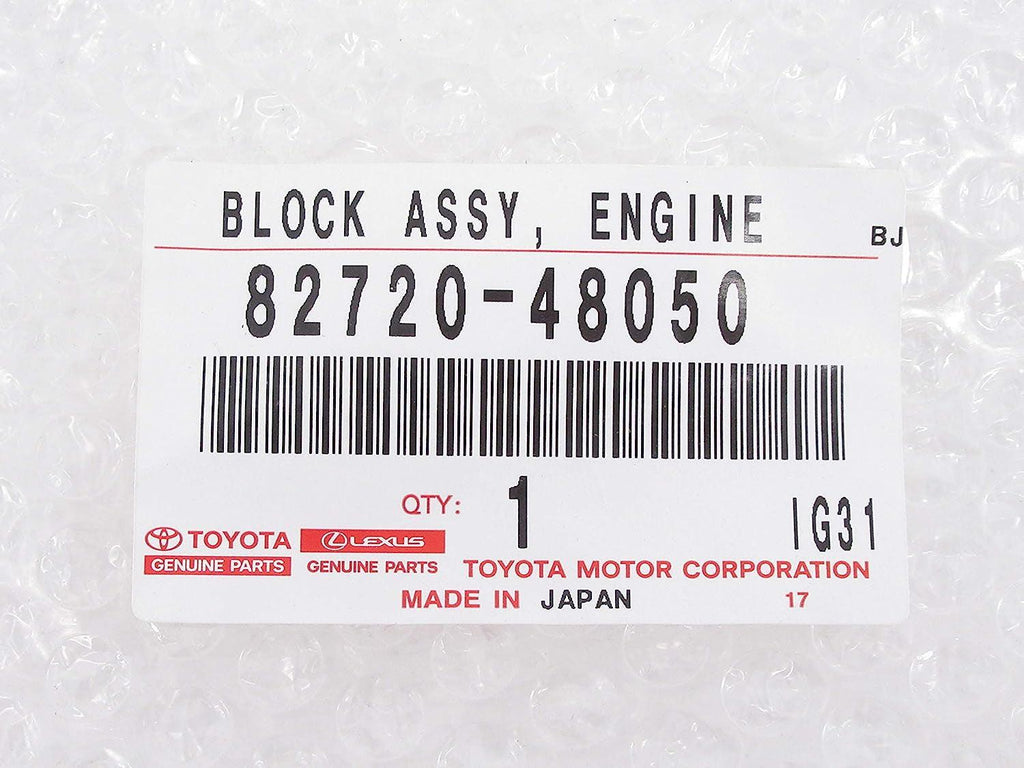 BLOCK ASSY, ENGINE
BJ
82720-48050
QTY: 1
IG31
TOYOTA
GENUINE PARTS
LEXUS
GENUINE PARTS
TOYOTA MOTOR CORPORATION
MADE IN JAPAN
17